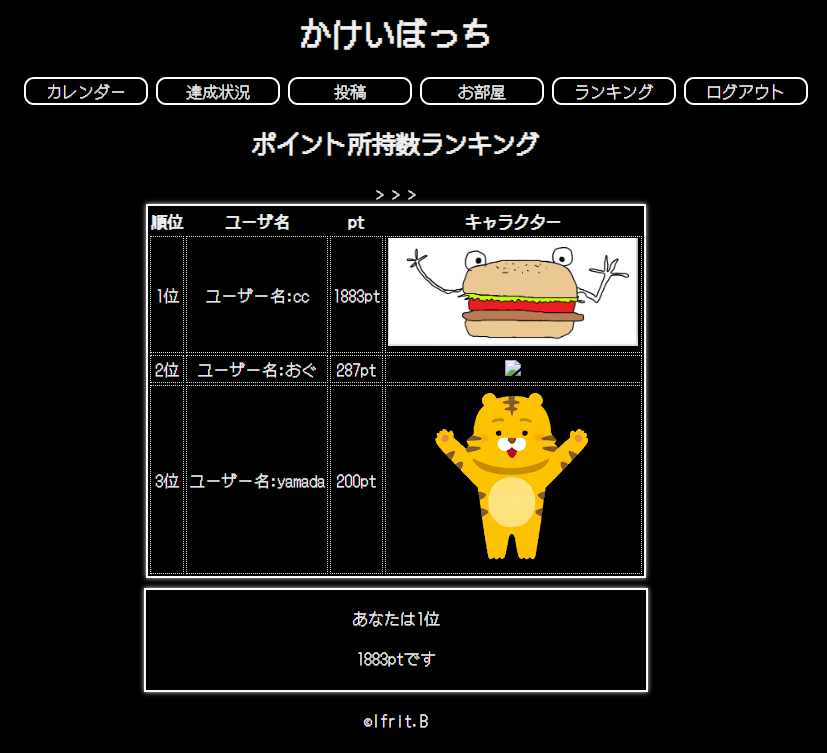 かけいぼっち
カレンダー 達成状況 投稿 お部屋 ランキング ログアウト
ポイント所持数ランキング
> > >
順位 ユーザ名 pt キャラクター
1位 ユーザー名:cc 1883pt
2位 ユーザー名:おぐ 287pt
3位 ユーザー名:yamada 200pt
あなたは1位
1883ptです
©Ifrit.B